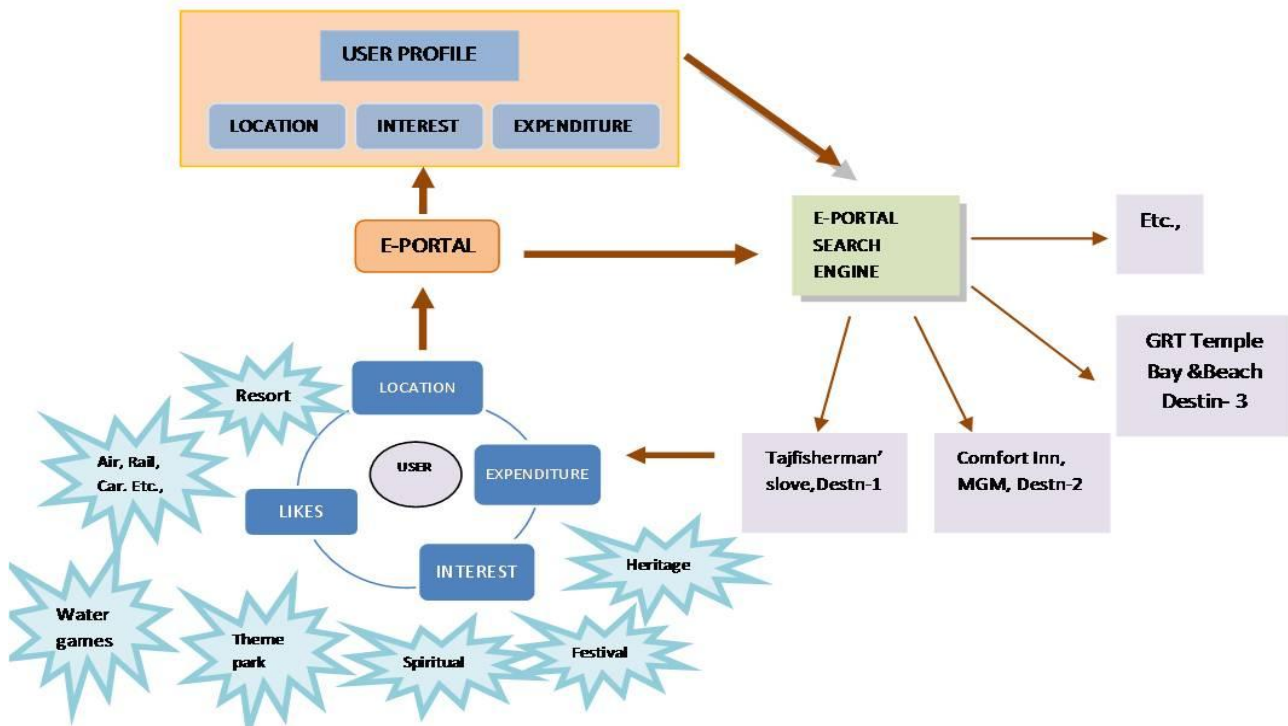 USER PROFILE
LOCATION
INTEREST
EXPENDITURE
E-PORTAL
E-PORTAL
SEARCH
ENGINE
Etc.,
GRT Temple
Bay &Beach
Destin- 3
Tajfisherman'
slove,Destn-1
Comfort Inn,
MGM, Destn-2
LOCATION
Resort
USER
EXPENDITURE
Air, Rail,
Car. Etc.,
LIKES
INTEREST
Heritage
Water
games
Theme
park
Spiritual
Festival